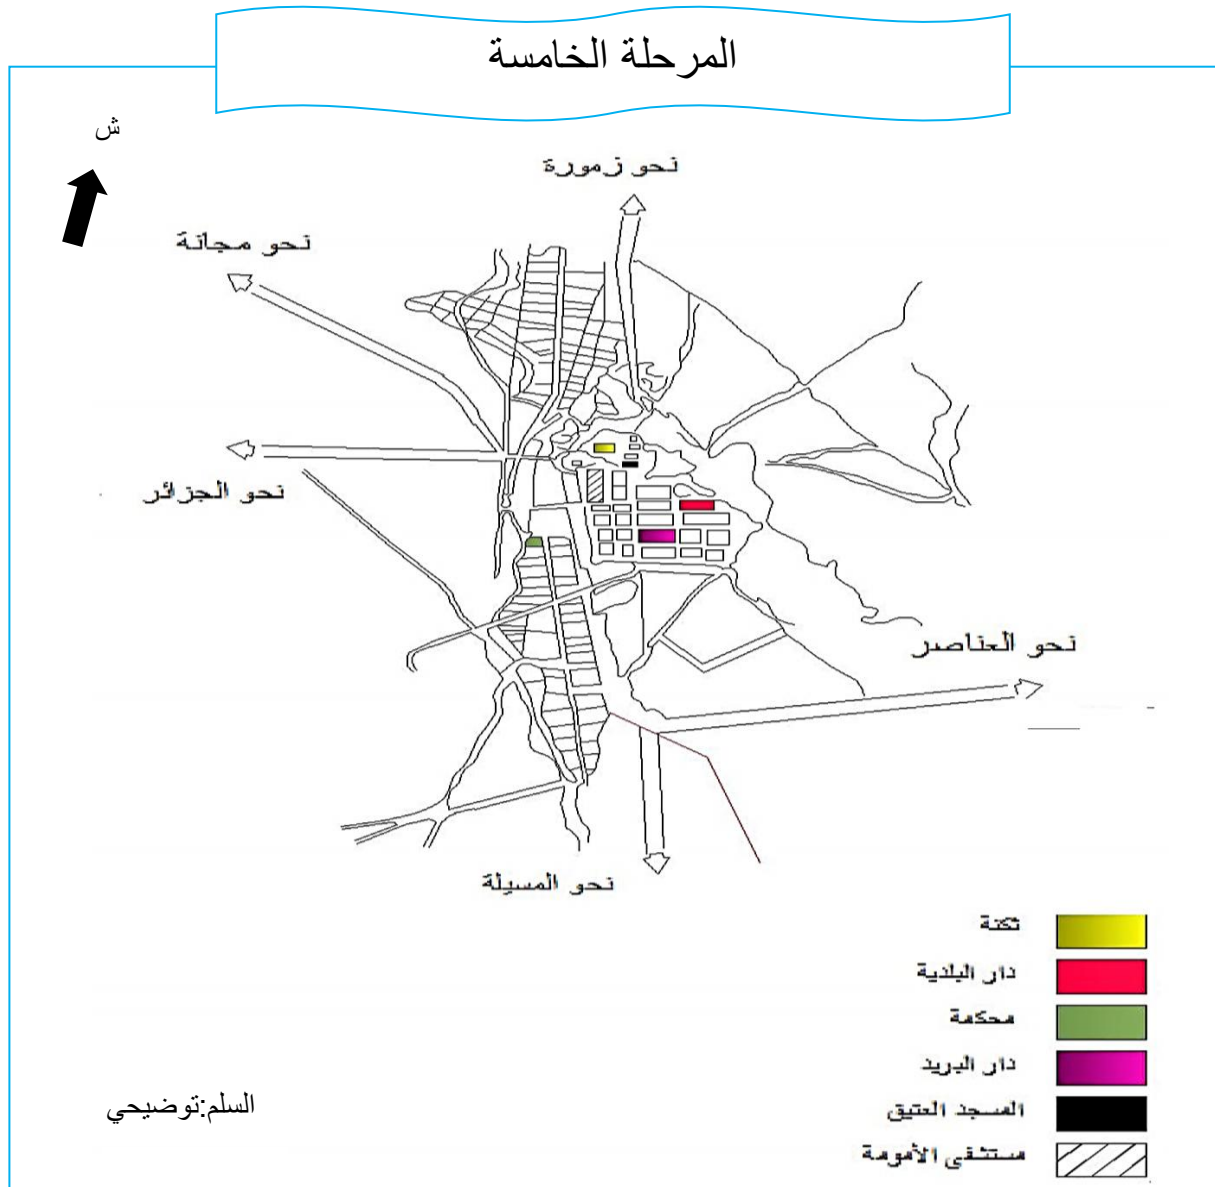 المرحلة الخامسة
ش
نحو زمورة
نحو مجانة
نحو الجزائر
نحو العناصر
نحو المسيلة
ثكنة
دار البلدية
محكمة
دار البريد
المسجد العتيق
مستشفى الأمومة
السلم:توضيحي